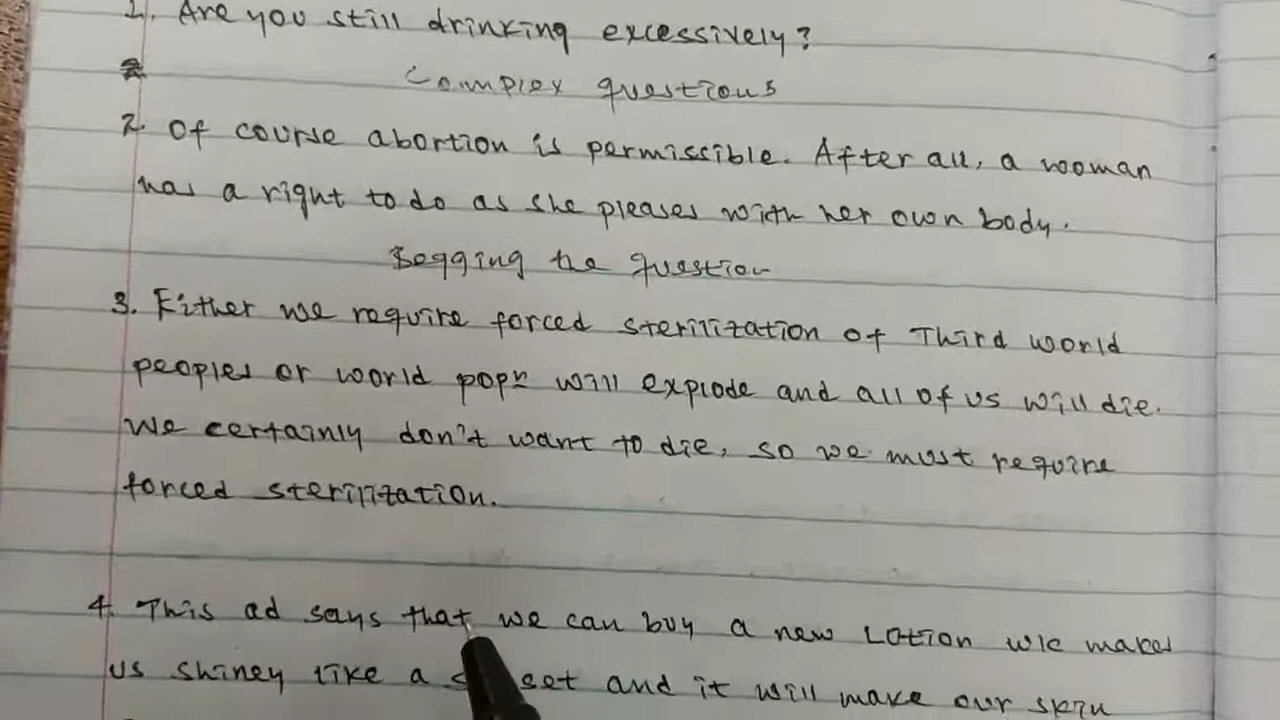 1. Are you still drinking excessively?
Complex questions
2. Of course abortion is permissible. After all, a wooman
has a right to do as she pleases with her own body.
Begging the question
3. Either we require forced sterilization of Third world
peoples or world popn will explode and all of us will die.
We certainly don't want to die, so we must require
forced sterilization.
4. This ad says that we can buy a new Lotion wic makes
us shiney like a set and it will make our skin